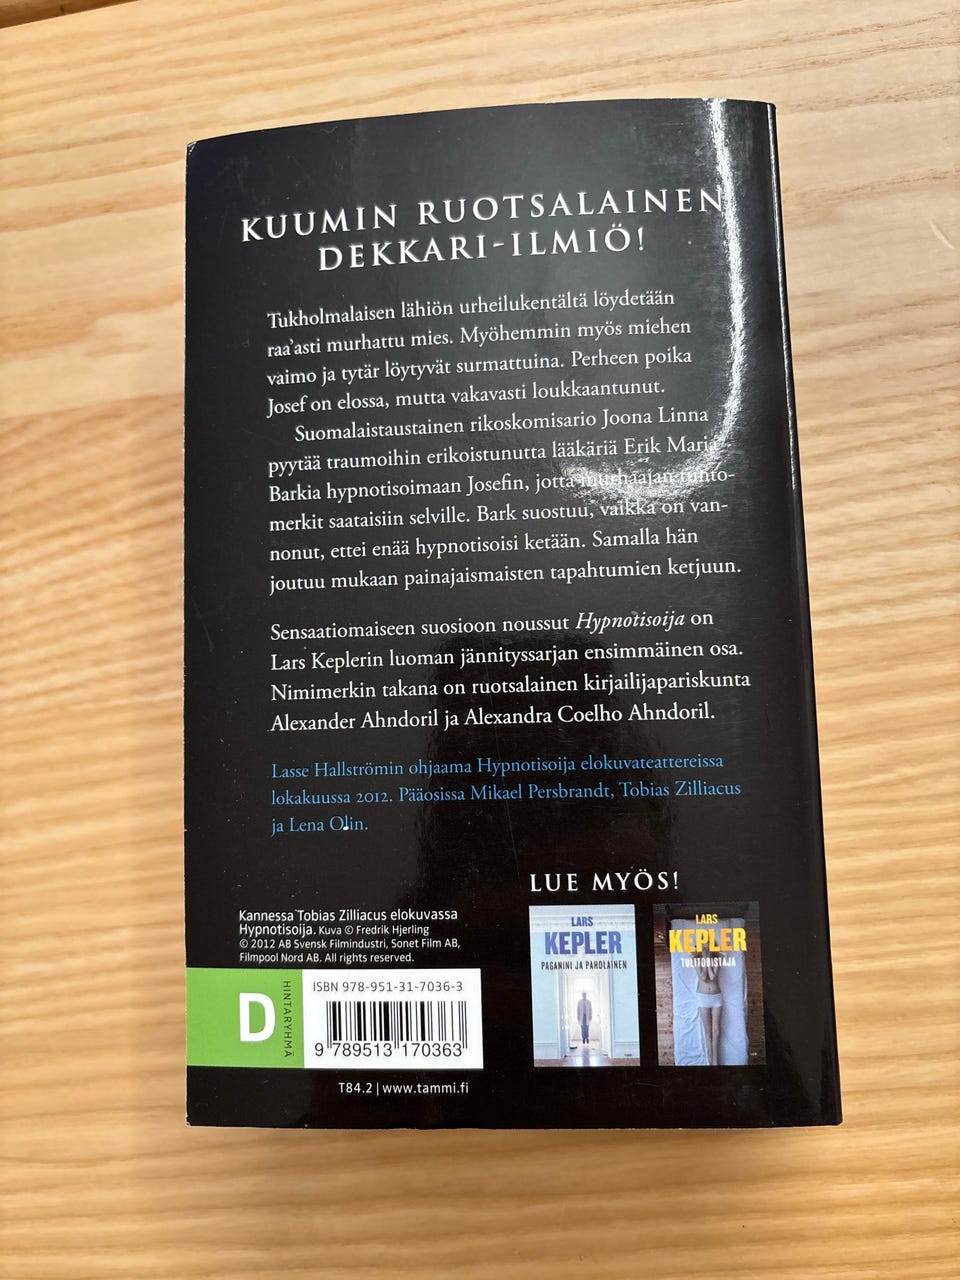 KUUMIN RUOTSALAINEN
DEKKARI-ILMIÖ!
Tukholmalaisen lähiön urheilukentältä löydetään
raa'asti murhattu mies. Myöhemmin myös miehen
vaimo ja tytär löytyvät surmattuina. Perheen poika
Josef on elossa, mutta vakavasti loukkaantunut.
Suomalaistaustainen rikoskomisario Joona Linna
pyytää traumoihin erikoistunutta lääkäriä Erik Maria
Barkia hypnotisoimaan Josefin, jotta murhaajan tunto-
merkit saataisiin selville. Bark suostuu, vaikka on van-
nonut, ettei enää hypnotisoisi ketään. Samalla hän
joutuu mukaan painajaismaisten tapahtumien ketjuun.
Sensaatiomaiseen suosioon noussut Hypnotisoija on
Lars Keplerin luoman jännityssarjan ensimmäinen osa.
Nimimerkin takana on ruotsalainen kirjailijapariskunta
Alexander Ahndoril ja Alexandra Coelho Ahndoril.
Lasse Hallströmin ohjaama Hypnotisoija elokuvateattereissa
lokakuussa 2012. Pääosissa Mikael Persbrandt, Tobias Zilliacus
ja Lena Olin.
LUE MYÖS!
LARS
KEPLER
PAGANINI JA PAHOLAINEN
LARS
KEPLER
TULITODISTAJA
Kannessa Tobias Zilliacus elokuvassa
Hypnotisoija. Kuva © Fredrik Hjerling
© 2012 AB Svensk Filmindustri, Sonet Film AB,
Filmpool Nord AB. All rights reserved.
D
HINTARYHMÄ
ISBN 978-951-31-7036-3
9 789513 170363
T84.2 | www.tammi.fi